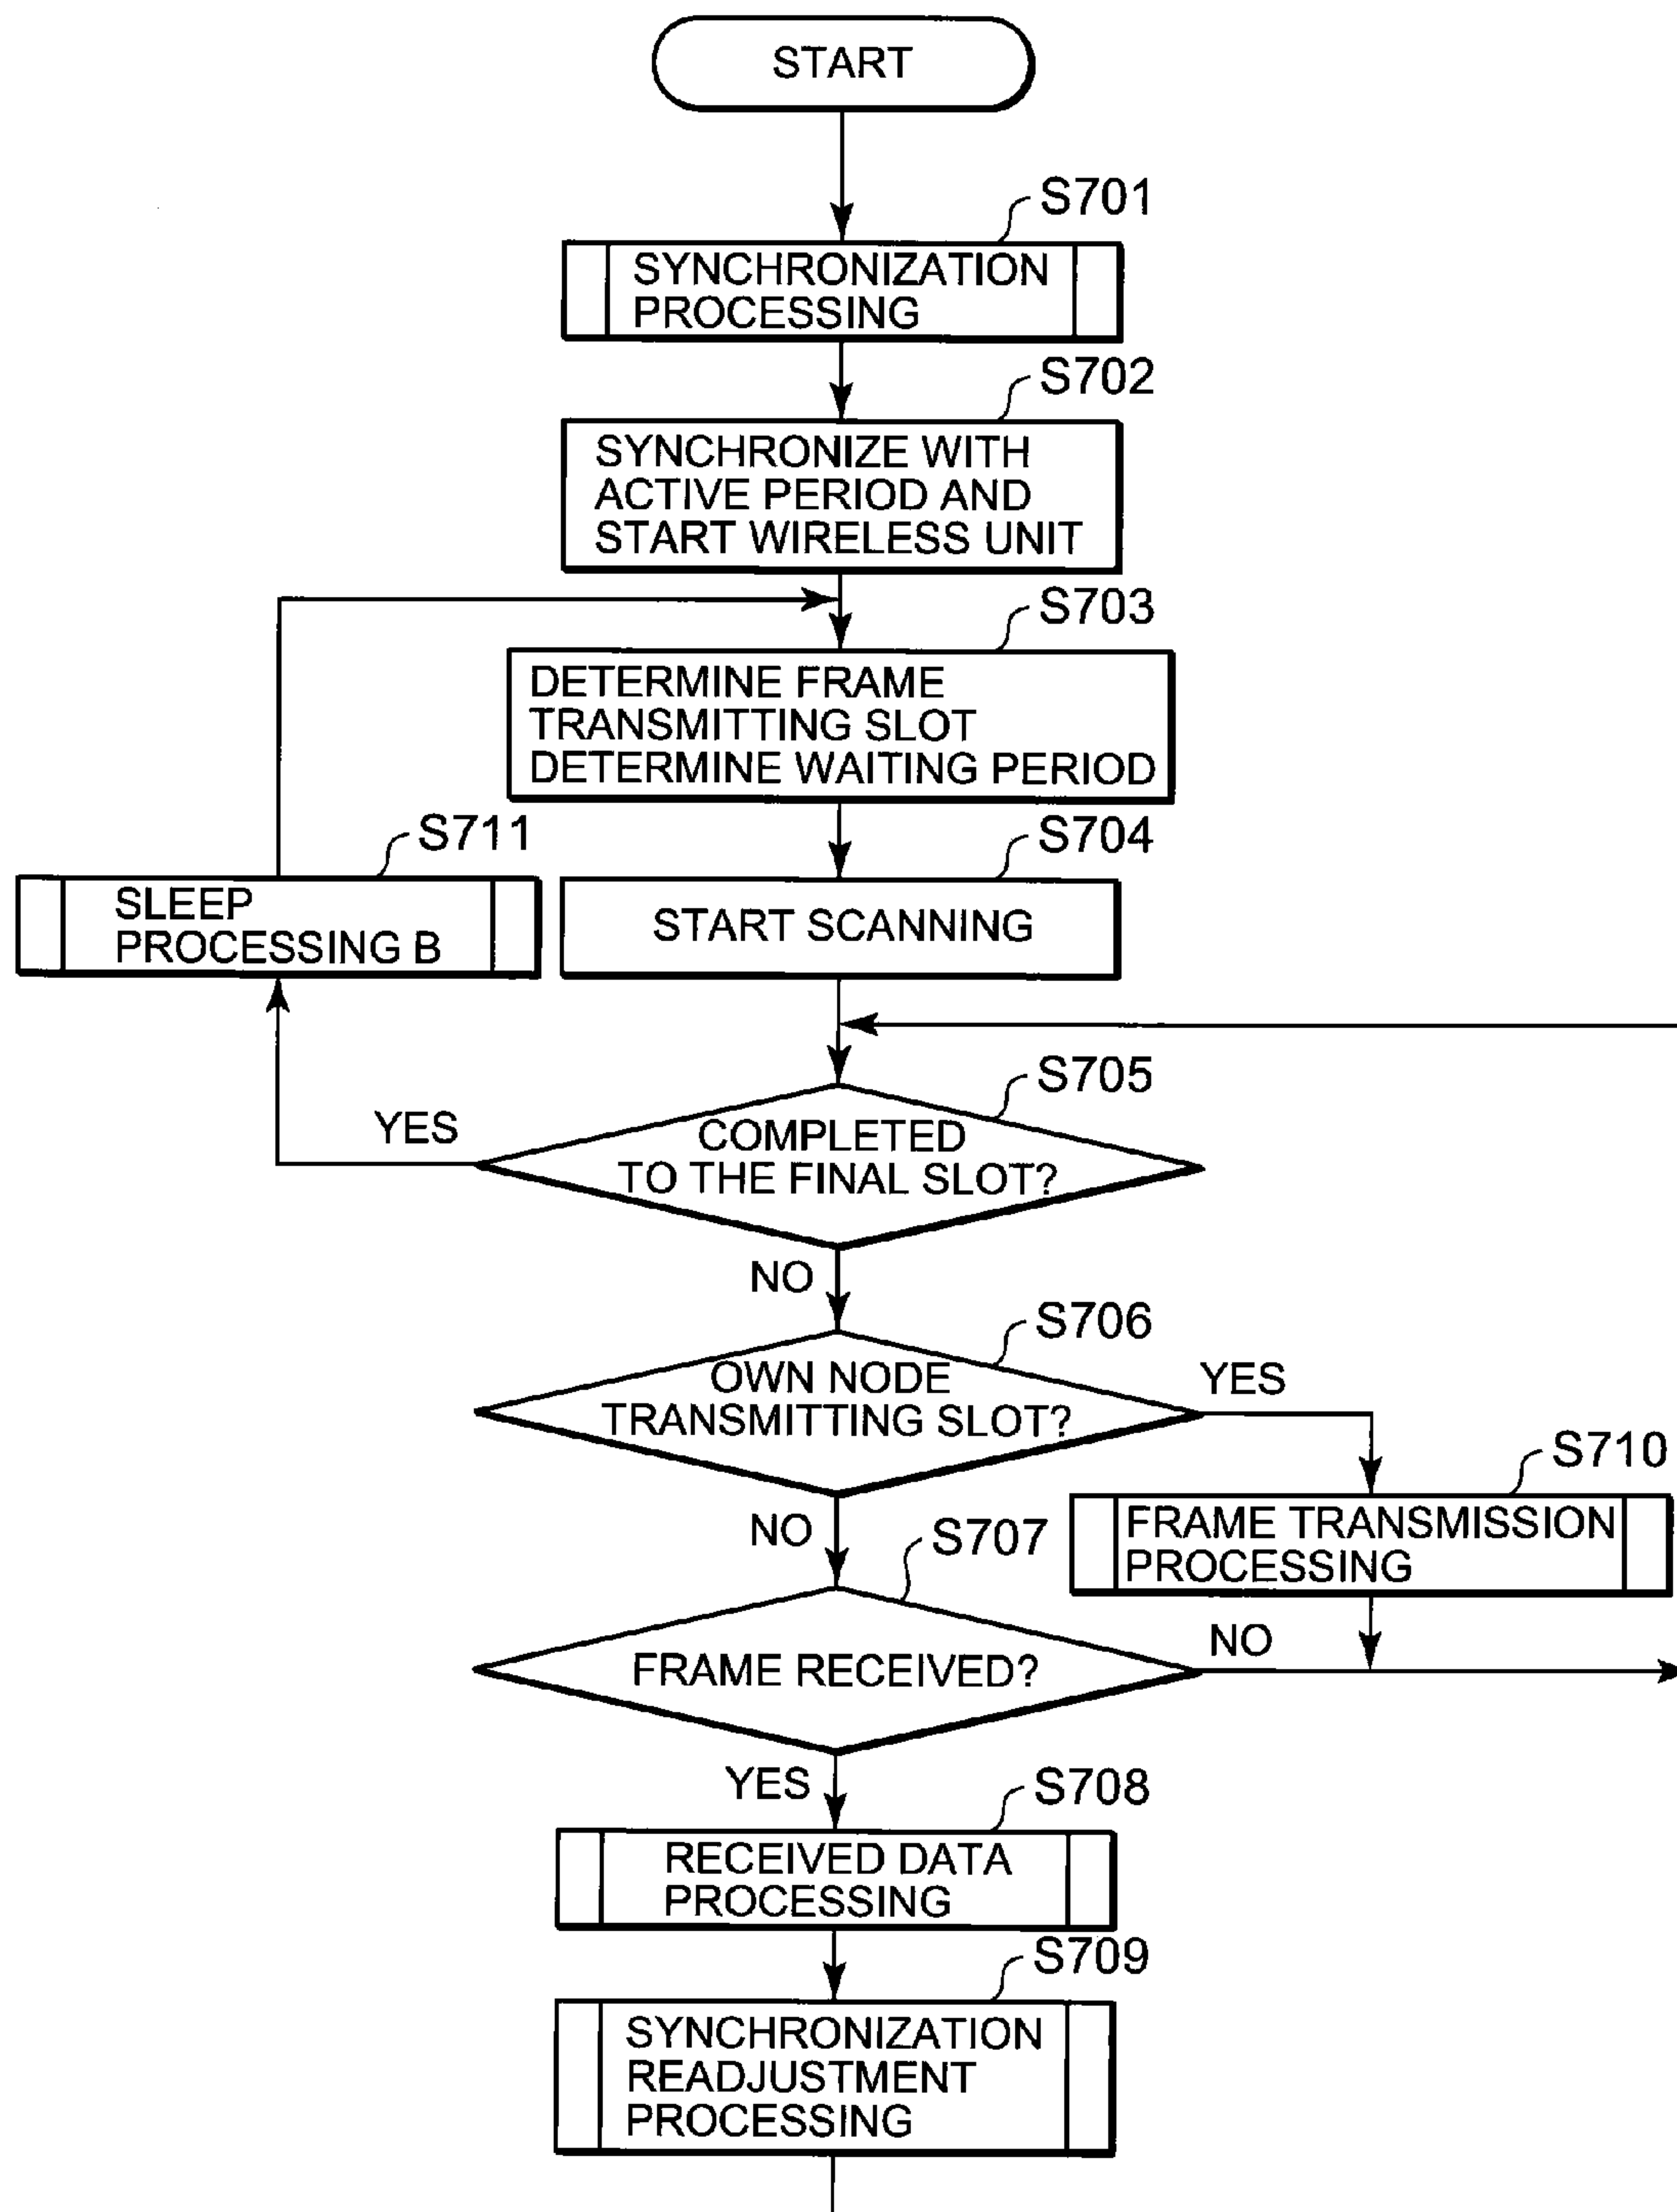 START
S701
SYNCHRONIZATION
PROCESSING
S702
SYNCHRONIZE WITH
ACTIVE PERIOD AND
START WIRELESS UNIT
S703
DETERMINE FRAME
TRANSMITTING SLOT
DETERMINE WAITING PERIOD
S711
SLEEP
PROCESSING B
S704
START SCANNING
S705
YES
COMPLETED
TO THE FINAL SLOT?
NO
S706
OWN NODE
TRANSMITTING SLOT?
YES
S710
FRAME TRANSMISSION
PROCESSING
NO
S707
FRAME RECEIVED?
NO
YES
S708
RECEIVED DATA
PROCESSING
S709
SYNCHRONIZATION
READJUSTMENT
PROCESSING